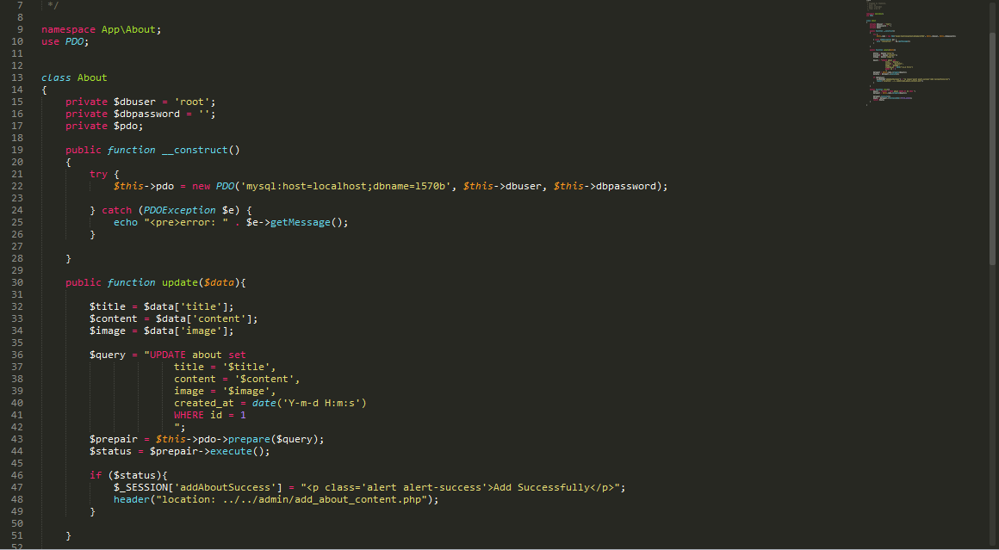 7 */
8
9 namespace App\About;
10 use PDO;
11
12
13 class About
14 {
15 private $dbuser = 'root';
16 private $dbpassword = '';
17 private $pdo;
18
19 public function __construct()
20 {
21 try {
22 $this->pdo = new PDO('mysql:host=localhost;dbname=l570b', $this->dbuser, $this->dbpassword);
23
24 } catch (PDOException $e) {
25 echo "<pre>error: " . $e->getMessage();
26 }
27
28 }
29
30 public function update($data){
31
32 $title = $data['title'];
33 $content = $data['content'];
34 $image = $data['image'];
35
36 $query = "UPDATE about set
37 title = '$title',
38 content = '$content',
39 image = '$image',
40 created_at = date('Y-m-d H:m:s')
41 WHERE id = 1
42 ";
43 $prepair = $this->pdo->prepare($query);
44 $status = $prepair->execute();
45
46 if ($status){
47 $_SESSION['addAboutSuccess'] = "<p class='alert alert-success'>Add Successfully</p>";
48 header("location: ../../admin/add_about_content.php");
49 }
50
51 }
52